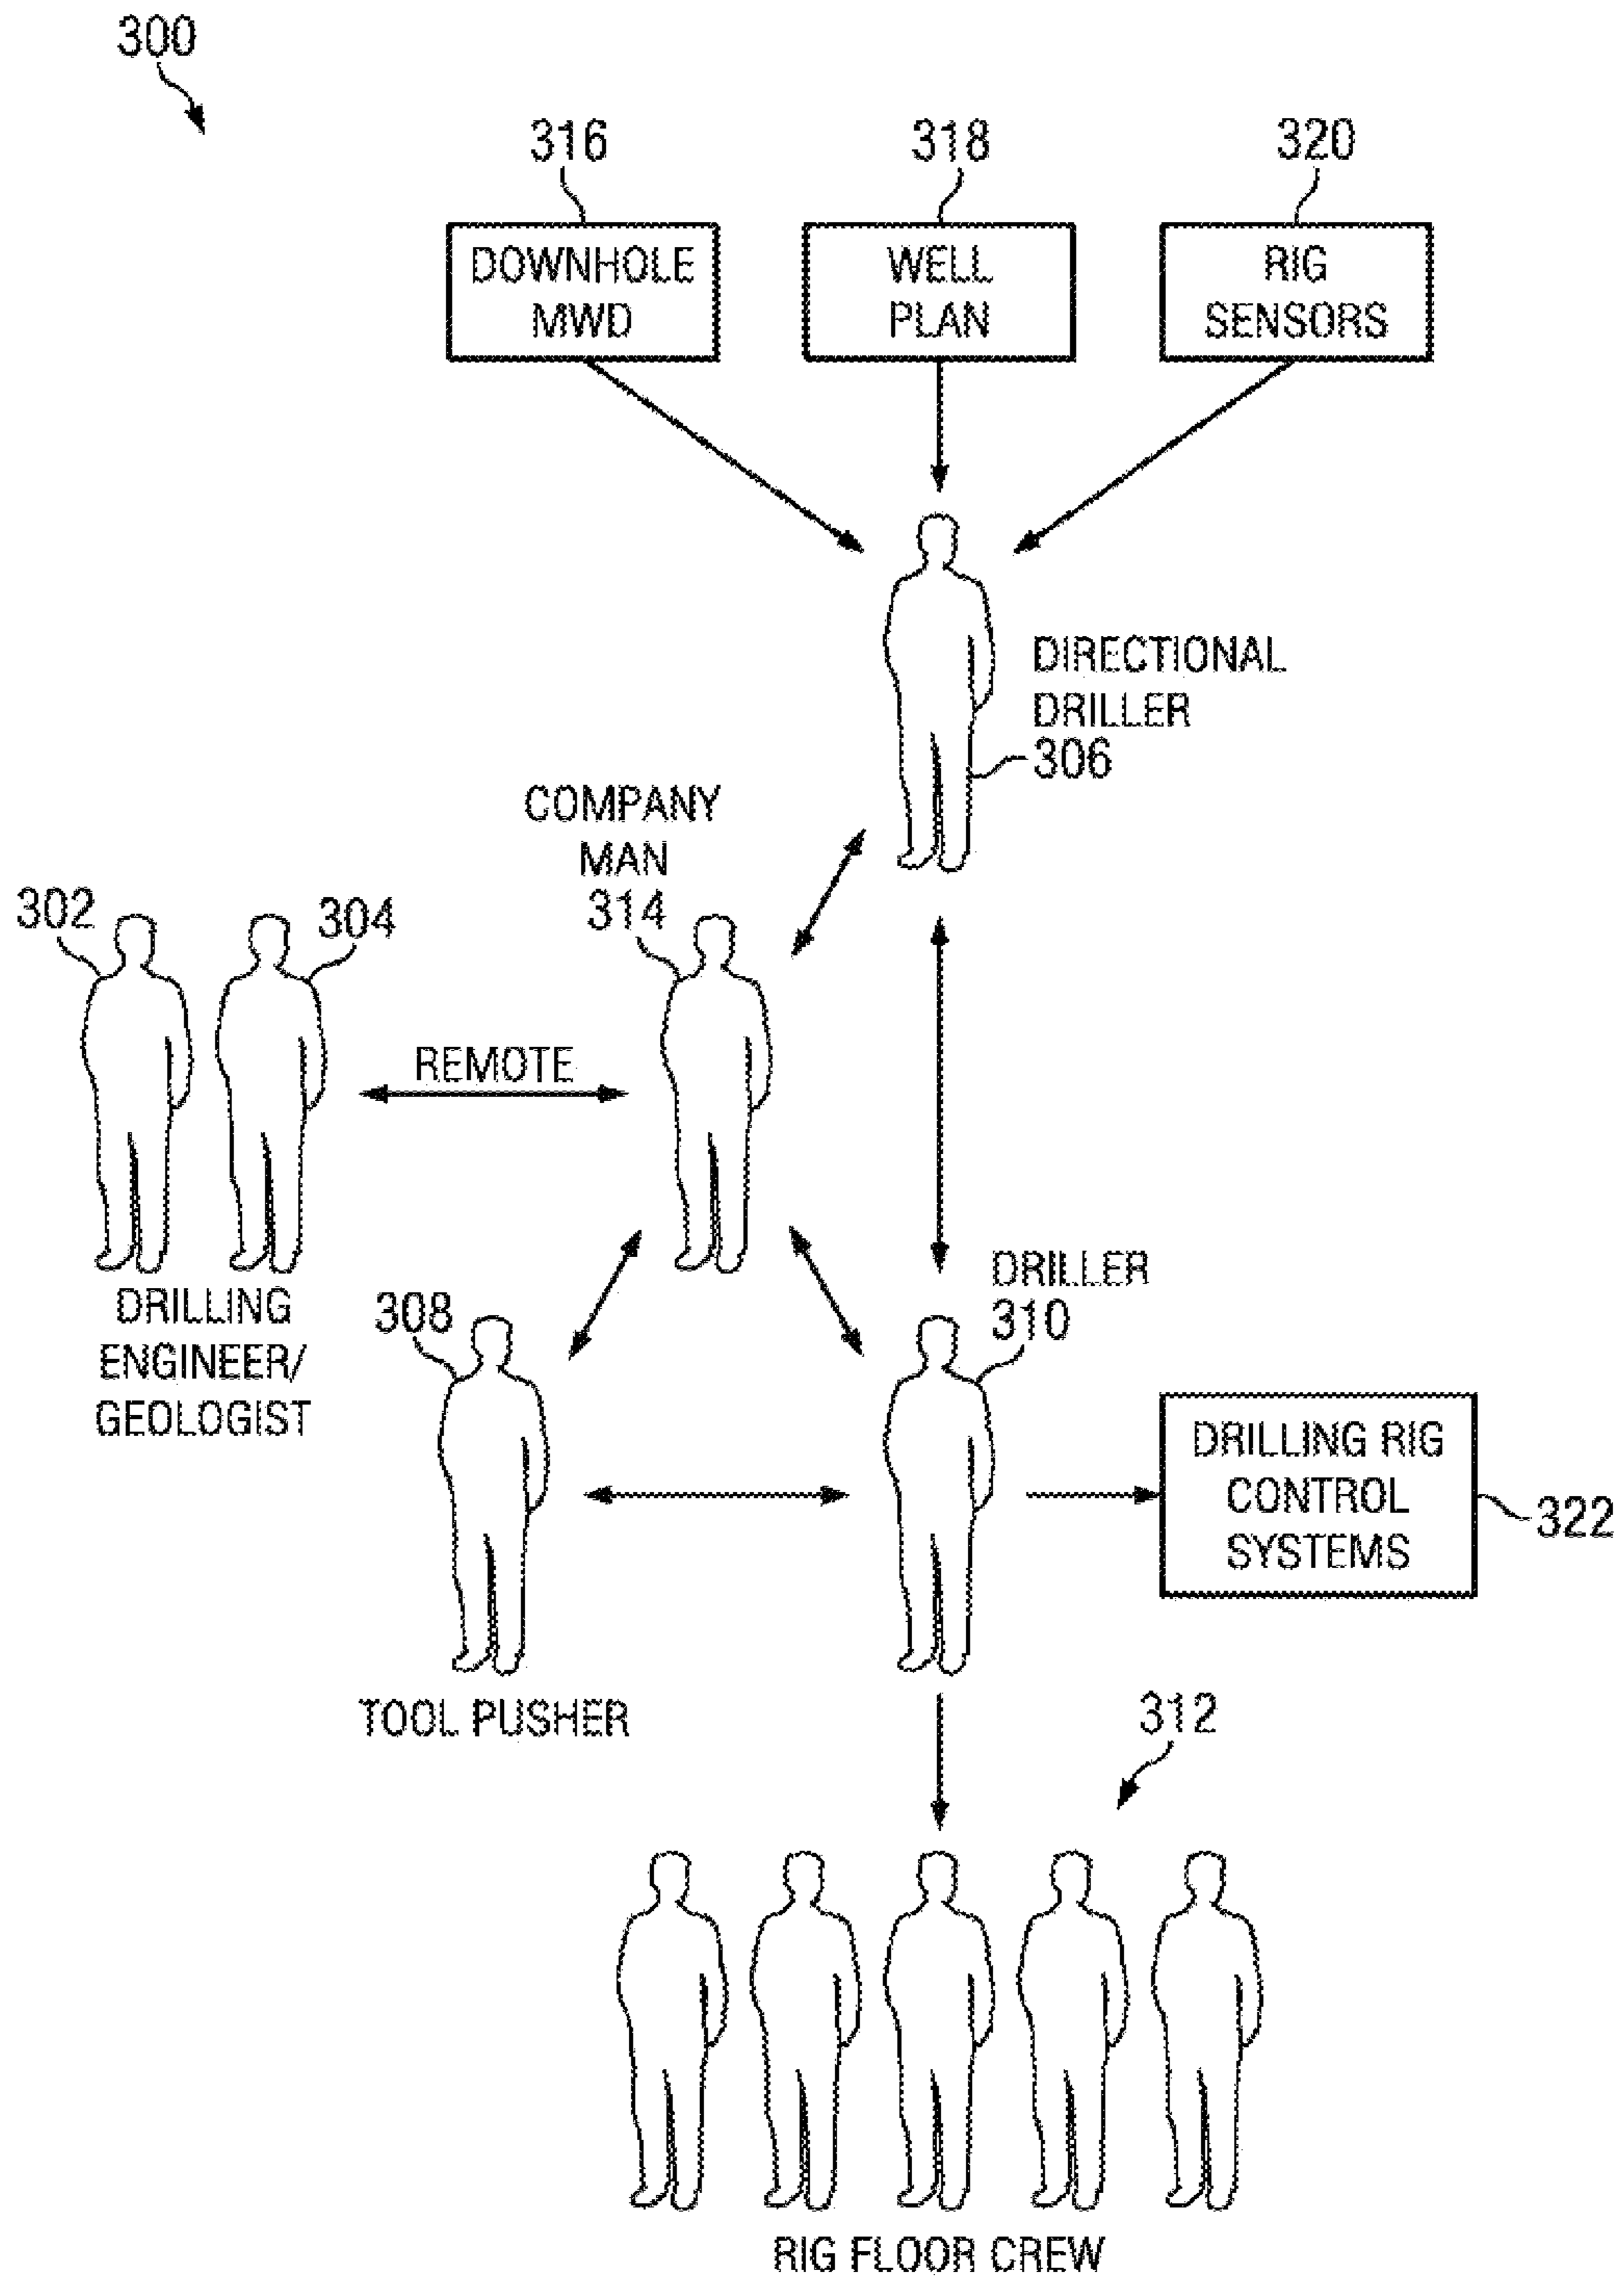 300
316
318
320
DOWNHOLE
MWD
WELL
PLAN
RIG
SENSORS
DIRECTIONAL
DRILLER
306
COMPANY
MAN
314
302
304
REMOTE
DRILLING
ENGINEER/
GEOLOGIST
308
DRILLER
310
DRILLING RIG
CONTROL
SYSTEMS
322
TOOL PUSHER
312
RIG FLOOR CREW